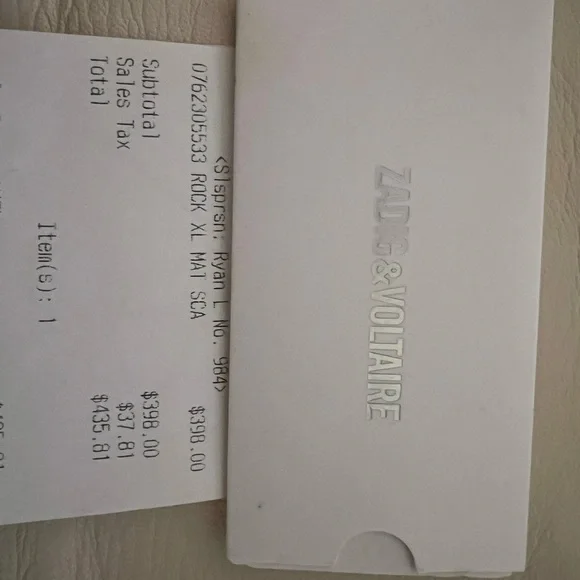 ZADIG&VOLTAIRE
<Slsprsn: Ryan L No. 984>
0762305533 ROCK XL MAT SCA $398.00
Subtotal $398.00
Sales Tax $37.81
Total $435.81
Item(s): 1